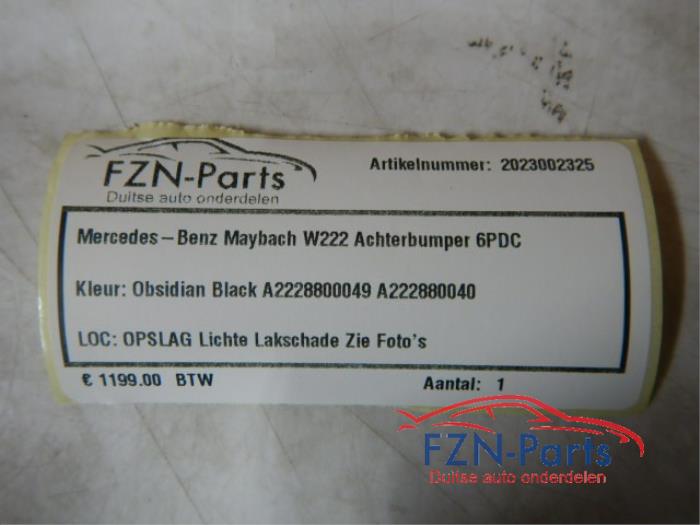 FZN-Parts
Duitse auto onderdelen
Artikelnummer: 2023002325
Mercedes-Benz Maybach W222 Achterbumper 6PDC
Kleur: Obsidian Black A2228800049 A222880040
LOC: OPSLAG Lichte Lakschade Zie Foto's
€ 1199.00 BTW
Aantal: 1
FZN-Parts
Duitse auto onderdelen